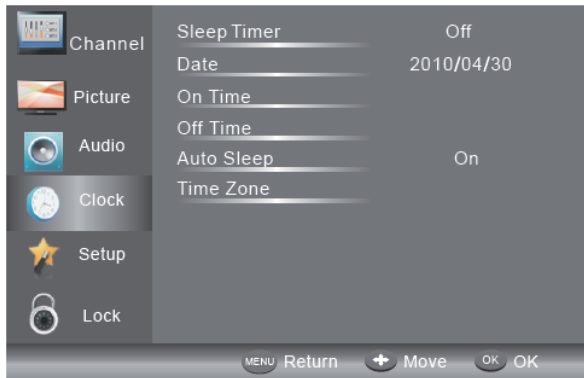 Channel
Picture
Audio
Clock
Setup
Lock
Sleep Timer Off
Date 2010/04/30
On Time
Off Time
Auto Sleep On
Time Zone
MENU Return Move OK OK